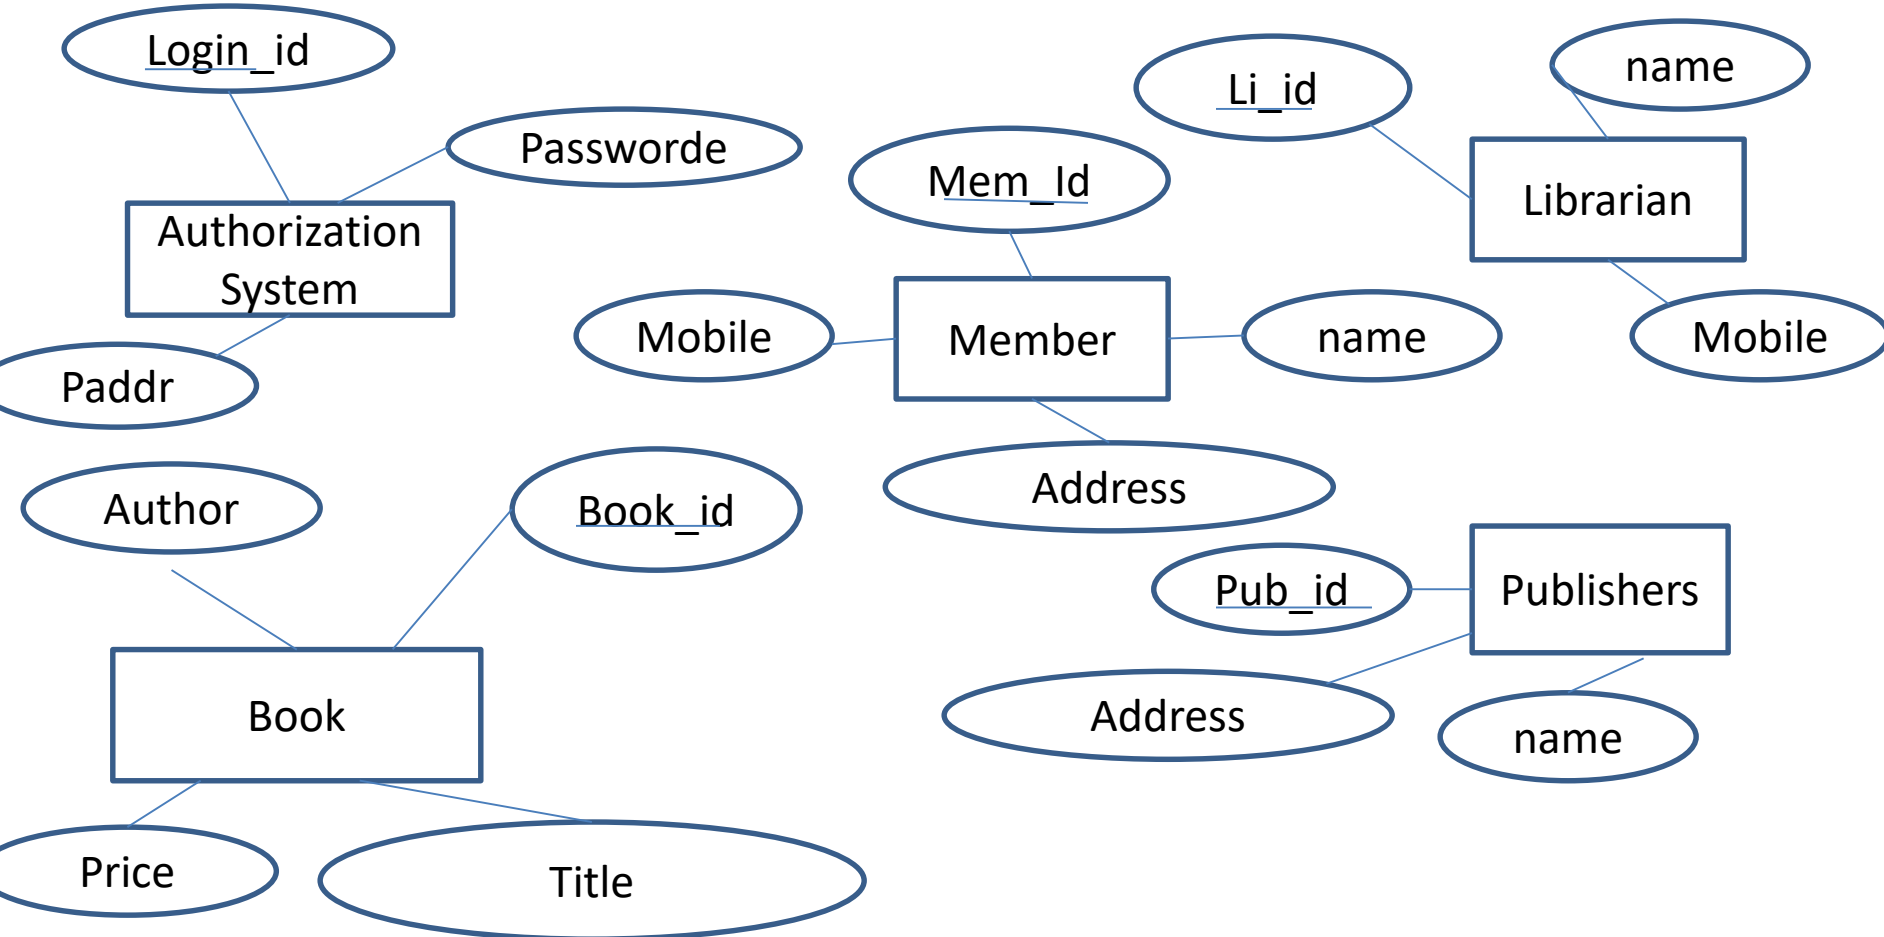 Login_id
Passworde
Authorization
System
Paddr
Li_id
name
Librarian
Mobile
Mem_Id
Mobile
Member
name
Address
Author
Book_id
Book
Price
Title
Pub_id
Publishers
Address
name